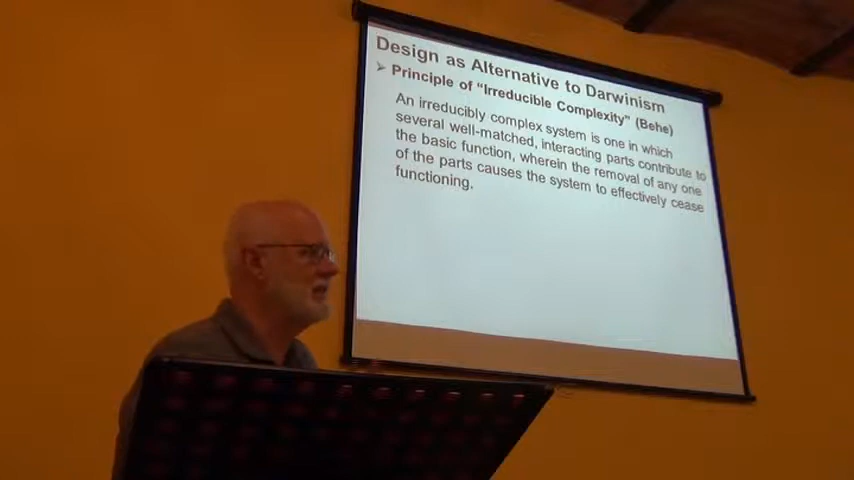 Design as Alternative to Darwinism
➢ Principle of "Irreducible Complexity" (Behe)
An irreducibly complex system is one in which
several well-matched, interacting parts contribute to
the basic function, wherein the removal of any one
of the parts causes the system to effectively cease
functioning.